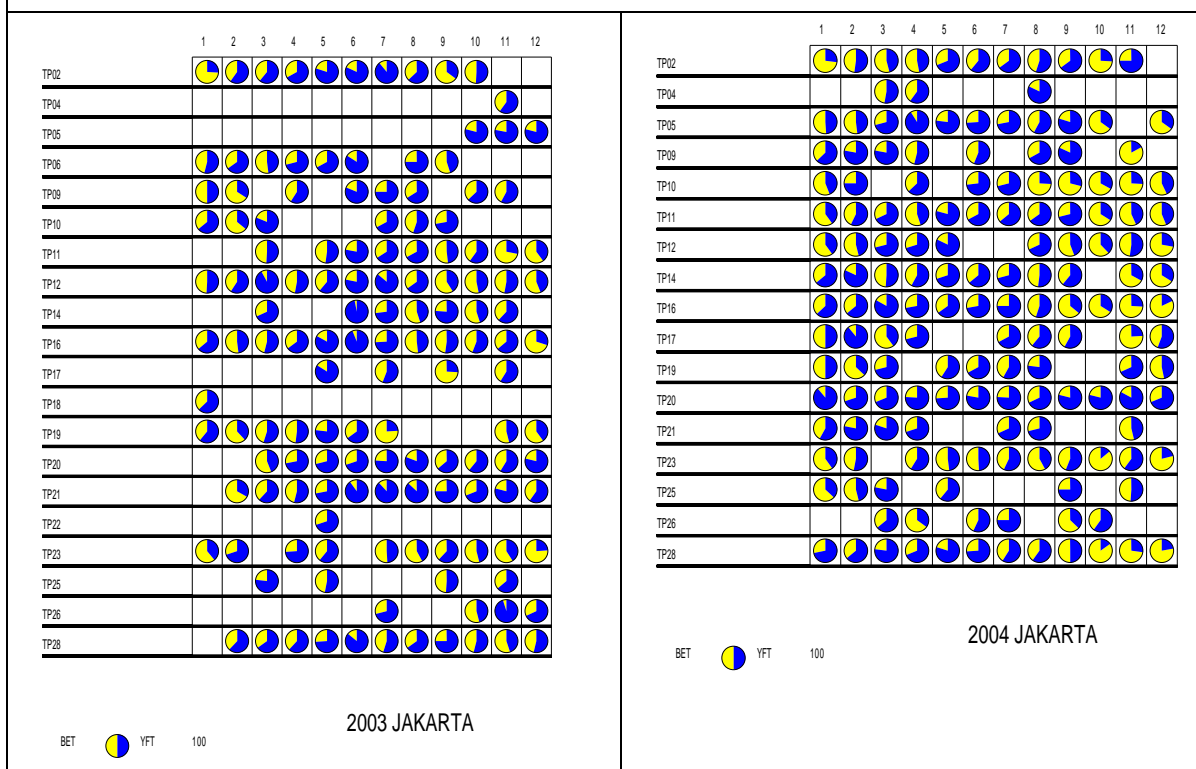 1 2 3 4 5 6 7 8 9 10 11 12
TP02
TP04
TP05
TP06
TP09
TP10
TP11
TP12
TP14
TP16
TP17
TP18
TP19
TP20
TP21
TP22
TP23
TP25
TP26
TP28
2003 JAKARTA
BET YFT 100
1 2 3 4 5 6 7 8 9 10 11 12
TP02
TP04
TP05
TP09
TP10
TP11
TP12
TP14
TP16
TP17
TP19
TP20
TP21
TP23
TP25
TP26
TP28
2004 JAKARTA
BET YFT 100